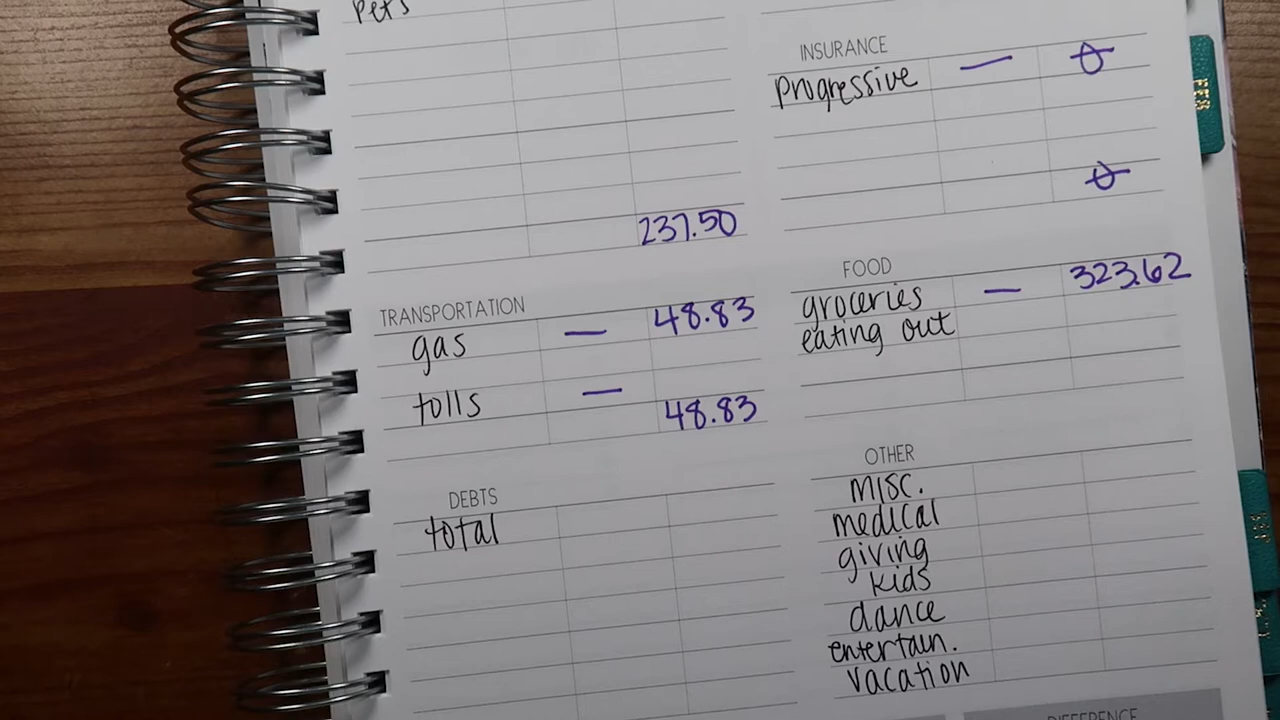 Pets
237.50
TRANSPORTATION
gas — 48.83
tolls —
48.83
DEBTS
total
INSURANCE
Progressive — 0
0
FOOD
groceries — 323.62
eating out
OTHER
misc.
medical
giving
kids
dance
entertain.
vacation
DIFFERENCE
FEB